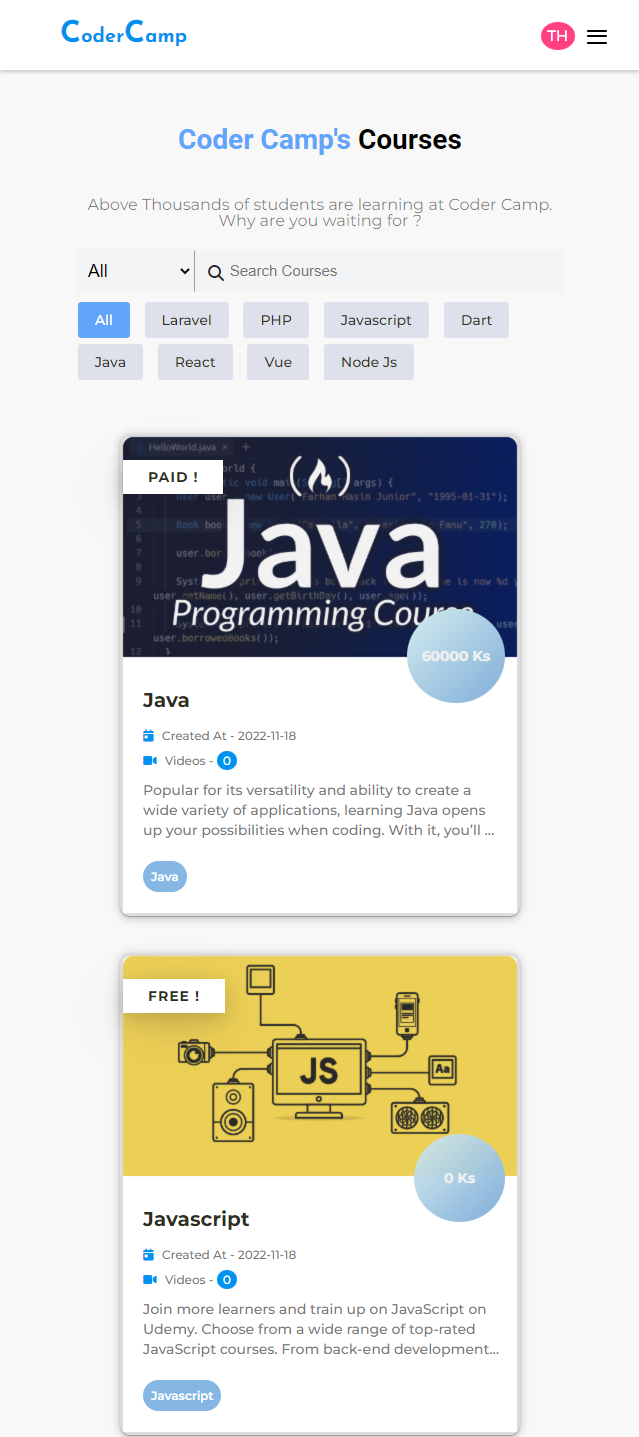 CoderCamp
TH
Coder Camp's Courses
Above Thousands of students are learning at Coder Camp.
Why are you waiting for ?
All
Search Courses
All
Laravel
PHP
Javascript
Dart
Java
React
Vue
Node Js
HelloWorld.java × +
PAID !
Java
Programming Course
60000 Ks
Java
Created At - 2022-11-18
Videos - 0
Popular for its versatility and ability to create a
wide variety of applications, learning Java opens
up your possibilities when coding. With it, you’ll ...
Java
FREE !
JS
Aa
0 Ks
Javascript
Created At - 2022-11-18
Videos - 0
Join more learners and train up on JavaScript on
Udemy. Choose from a wide range of top-rated
JavaScript courses. From back-end development...
Javascript